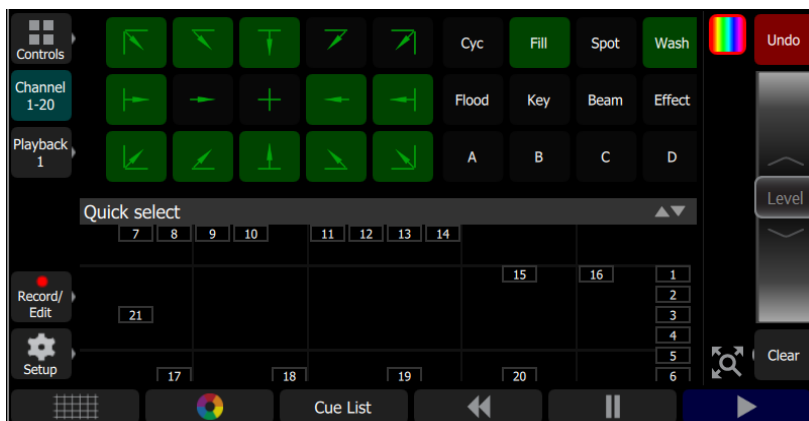 Controls
Cyc Fill Spot Wash
Undo
Channel
1-20
Flood Key Beam Effect
Playback
1
A B C D
Level
Quick select
7 8 9 10 11 12 13 14
15 16 1
2
Record/
Edit
21 3
4
Setup
5
Clear
17 18 19 20 6
Cue List